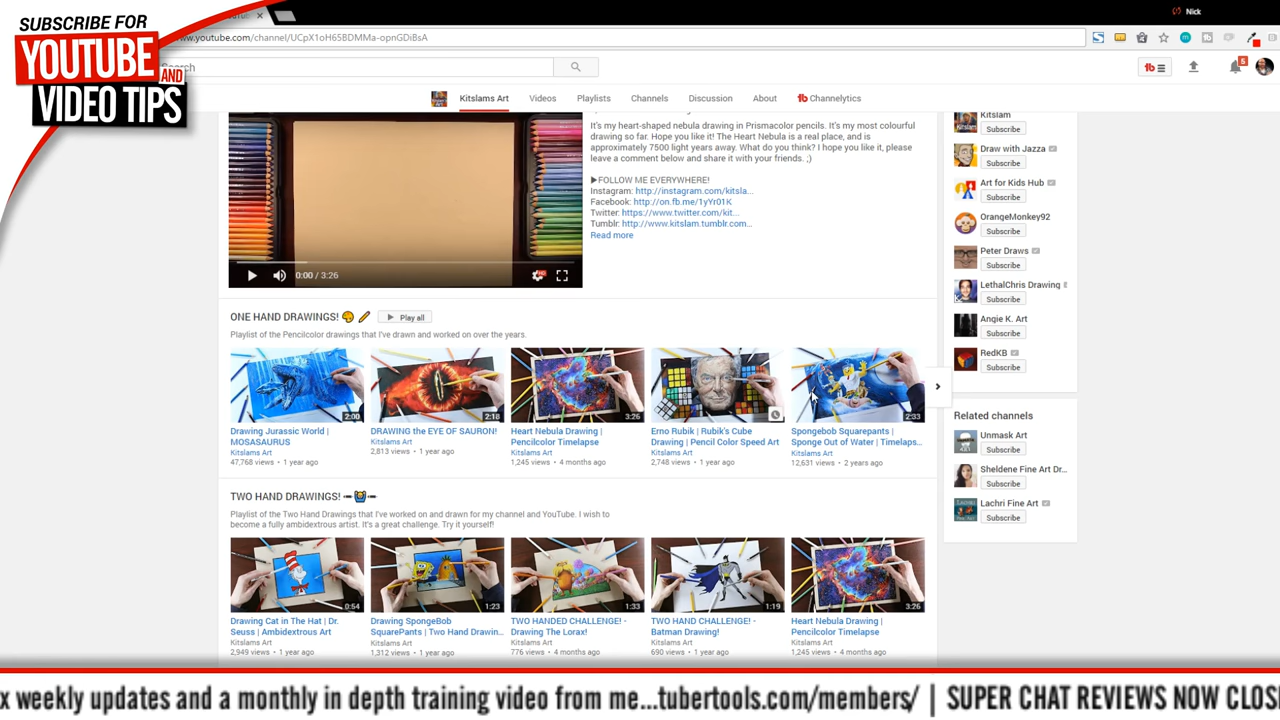 SUBSCRIBE FOR
YOUTUBE AND
VIDEO TIPS
Nick
www.youtube.com/channel/UCpX1oH65BDMMa-opnGDiBsA
Search
5
Kitslams Art Videos Playlists Channels Discussion About Channelytics
It's my heart-shaped nebula drawing in Prismacolor pencils. It's my most colourful
drawing so far. Hope you like it! The Heart Nebula is a real place, and is
approximately 7500 light years away. What do you think? I hope you like it, please
leave a comment below and share it with your friends. ;)
▶FOLLOW ME EVERYWHERE!
Instagram: http://instagram.com/kitsla...
Facebook: http://on.fb.me/1yYr01K
Twitter: https://www.twitter.com/kit...
Tumblr: http://www.kitslam.tumblr.com...
Read more
0:00 / 3:26
HD
Kitslam
Subscribe
Draw with Jazza
Subscribe
Art for Kids Hub
Subscribe
OrangeMonkey92
Subscribe
Peter Draws
Subscribe
LethalChris Drawing
Subscribe
Angie K. Art
Subscribe
RedKB
Subscribe
Related channels
Unmask Art
Subscribe
Sheldene Fine Art Dr...
Subscribe
Lachri Fine Art
Subscribe
ONE HAND DRAWINGS! Play all
Playlist of the Pencilcolor drawings that I've drawn and worked on over the years.
2:00
Drawing Jurassic World |
MOSASAURUS
Kitslams Art
47,768 views • 1 year ago
2:18
DRAWING the EYE OF SAURON!
Kitslams Art
2,813 views • 1 year ago
3:26
Heart Nebula Drawing |
Pencilcolor Timelapse
Kitslams Art
1,245 views • 4 months ago
Erno Rubik | Rubik's Cube
Drawing | Pencil Color Speed Art
Kitslams Art
2,748 views • 1 year ago
2:33
Spongebob Squarepants |
Sponge Out of Water | Timelaps...
Kitslams Art
12,631 views • 2 years ago
TWO HAND DRAWINGS!
Playlist of the Two Hand Drawings that I've worked on and drawn for my channel and YouTube. I wish to
become a fully ambidextrous artist. It's a great challenge. Try it yourself!
0:54
Drawing Cat in The Hat | Dr.
Seuss | Ambidextrous Art
Kitslams Art
2,949 views • 1 year ago
1:23
Drawing SpongeBob
SquarePants | Two Hand Drawin...
Kitslams Art
1,312 views • 1 year ago
1:33
TWO HANDED CHALLENGE! -
Drawing The Lorax!
Kitslams Art
776 views • 4 months ago
1:19
TWO HAND CHALLENGE! -
Batman Drawing!
Kitslams Art
690 views • 4 months ago
3:26
Heart Nebula Drawing |
Pencilcolor Timelapse
Kitslams Art
1,245 views • 4 months ago
x weekly updates and a monthly in depth training video from me...tubertools.com/members/ | SUPER CHAT REVIEWS NOW CLOS